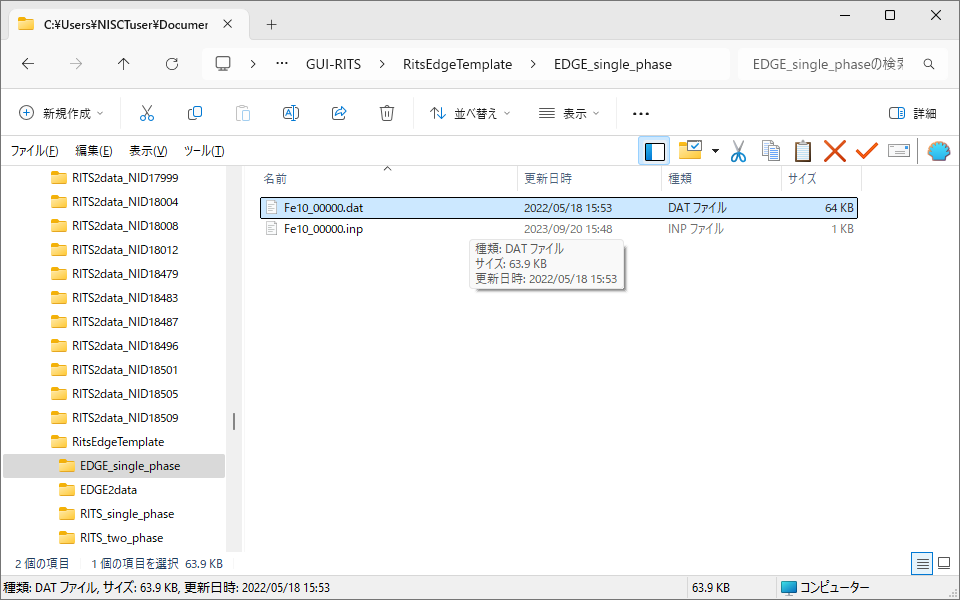 C:¥Users¥NISCTuser¥Documen
GUI-RITS
RitsEdgeTemplate
EDGE_single_phase
EDGE_single_phaseの検索
新規作成
並べ替え
表示
詳細
ファイル(F) 編集(E) 表示(V) ツール(T)
RITS2data_NID17999
RITS2data_NID18004
RITS2data_NID18008
RITS2data_NID18012
RITS2data_NID18479
RITS2data_NID18483
RITS2data_NID18487
RITS2data_NID18496
RITS2data_NID18501
RITS2data_NID18505
RITS2data_NID18509
RitsEdgeTemplate
EDGE_single_phase
EDGE2data
RITS_single_phase
RITS_two_phase
名前 更新日時 種類 サイズ
Fe10_00000.dat 2022/05/18 15:53 DAT ファイル 64 KB
Fe10_00000.inp 2023/09/20 15:48 INP ファイル 1 KB
種類: DAT ファイル
サイズ: 63.9 KB
更新日時: 2022/05/18 15:53
2 個の項目 1 個の項目を選択 63.9 KB
種類: DAT ファイル, サイズ: 63.9 KB, 更新日時: 2022/05/18 15:53 63.9 KB コンピューター